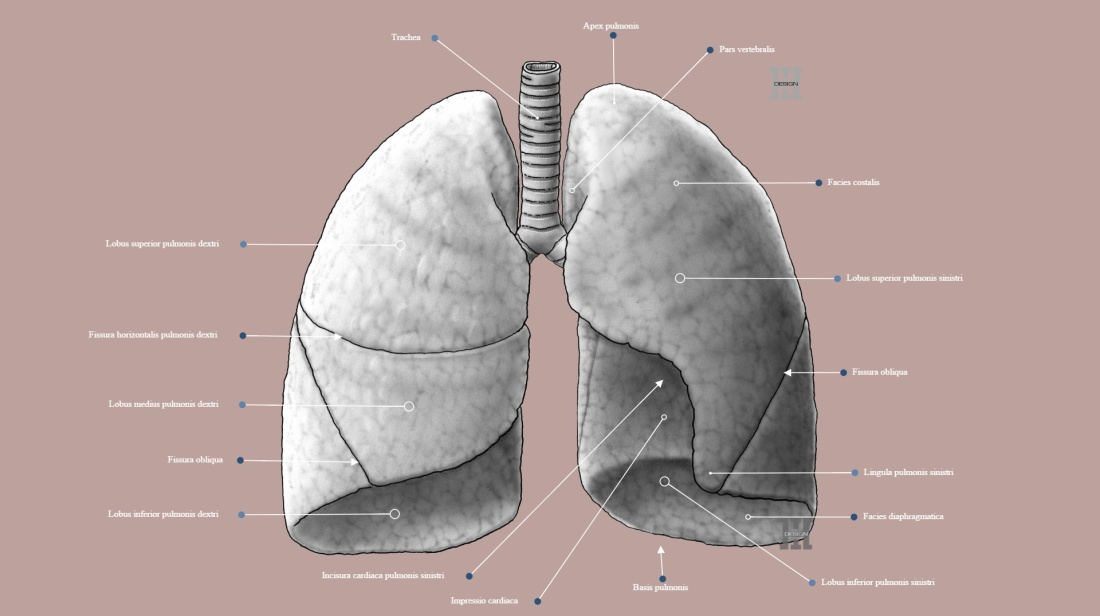 Apex pulmonis
Trachea
Pars vertebralis
DESIGN
Facies costalis
Lobus superior pulmonis dextri
Lobus superior pulmonis sinistri
Fissura horizontalis pulmonis dextri
Fissura obliqua
Lobus medius pulmonis dextri
Fissura obliqua
Lingula pulmonis sinistri
Lobus inferior pulmonis dextri
Facies diaphragmatica
DESIGN
Incisura cardiaca pulmonis sinistri
Lobus inferior pulmonis sinistri
Basis pulmonis
Impressio cardiaca